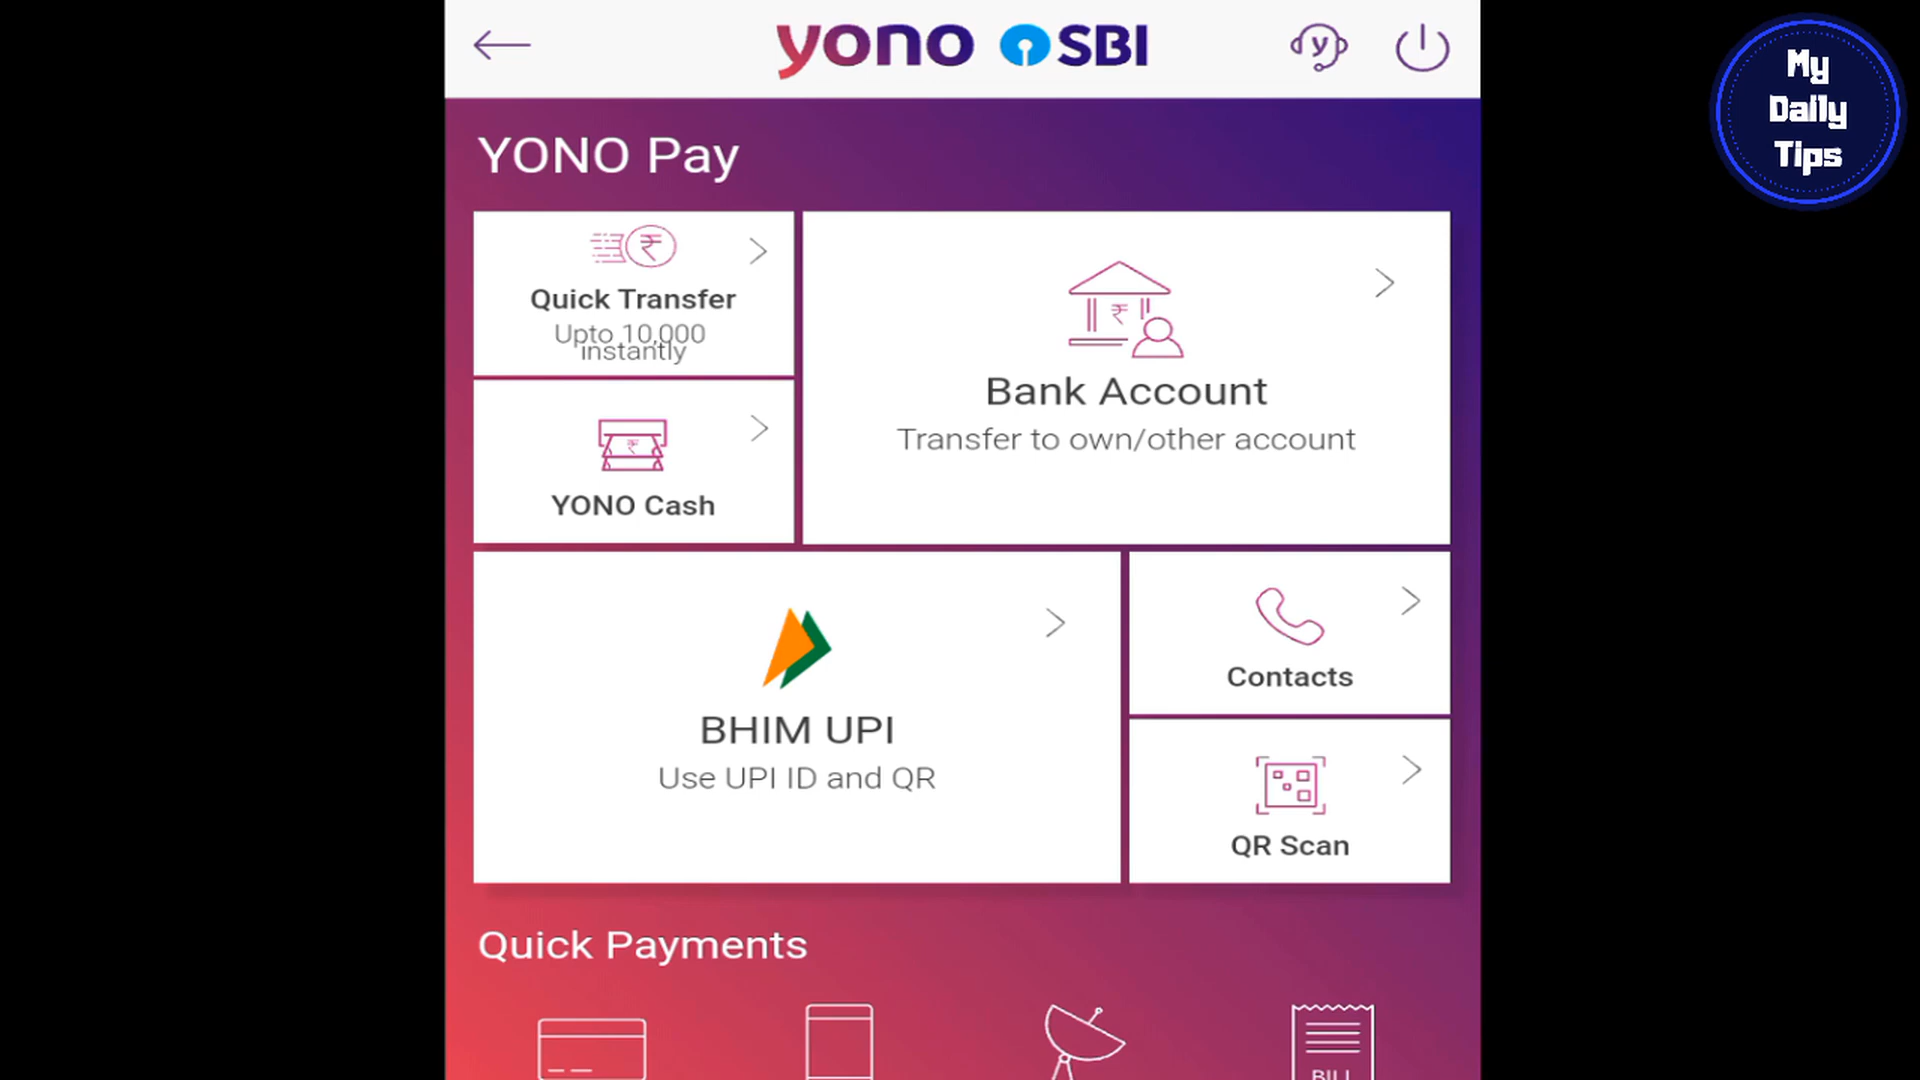 yono SBI
My
Daily
Tips
YONO Pay
Quick Transfer
Upto 10,000
instantly
Bank Account
Transfer to own/other account
YONO Cash
BHIM UPI
Use UPI ID and QR
Contacts
QR Scan
Quick Payments
BILL